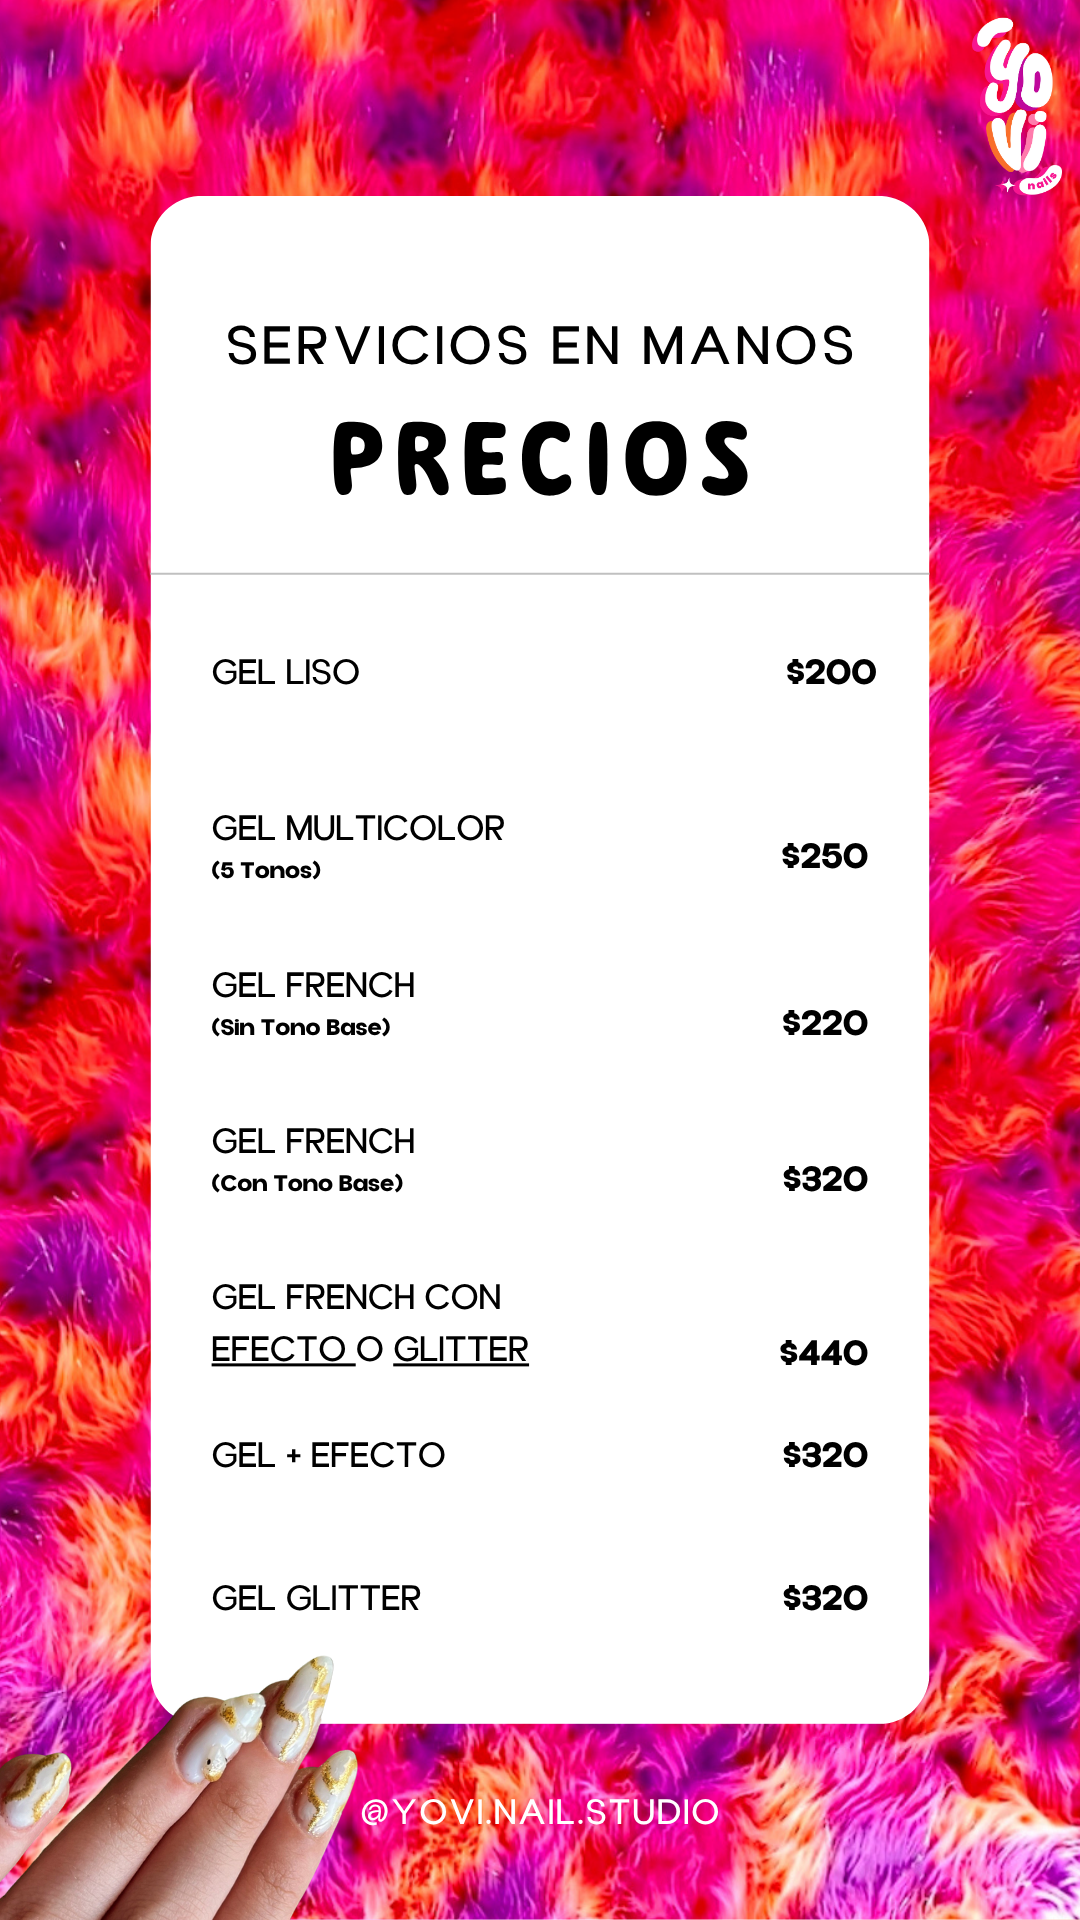 YO
Vi
nails
SERVICIOS EN MANOS
PRECIOS
GEL LISO $200
GEL MULTICOLOR
(5 Tonos) $250
GEL FRENCH
(Sin Tono Base) $220
GEL FRENCH
(Con Tono Base) $320
GEL FRENCH CON
EFECTO O GLITTER $440
GEL + EFECTO $320
GEL GLITTER $320
@YOVI.NAIL.STUDIO